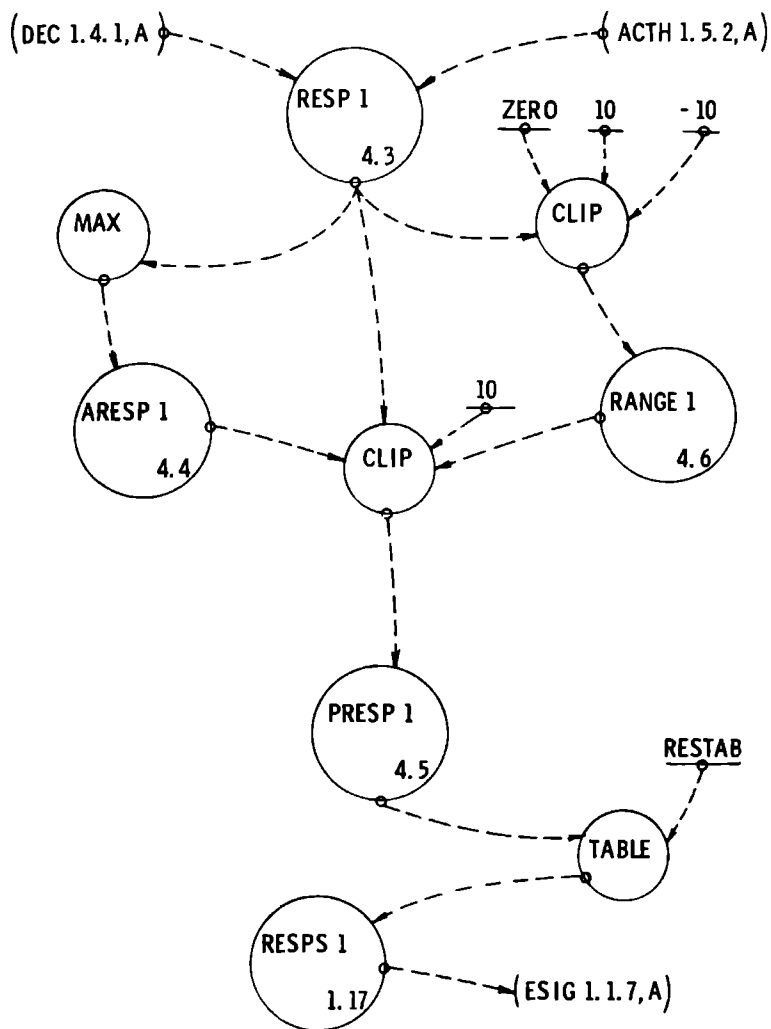 (DEC 1.4.1, A)
(ACTH 1.5.2, A)
RESP 1
4.3
ZERO
10
-10
CLIP
MAX
ARESP 1
4.4
10
CLIP
RANGE 1
4.6
PRESP 1
4.5
RESTAB
TABLE
RESPS 1
1.17
(ESIG 1.1.7, A)